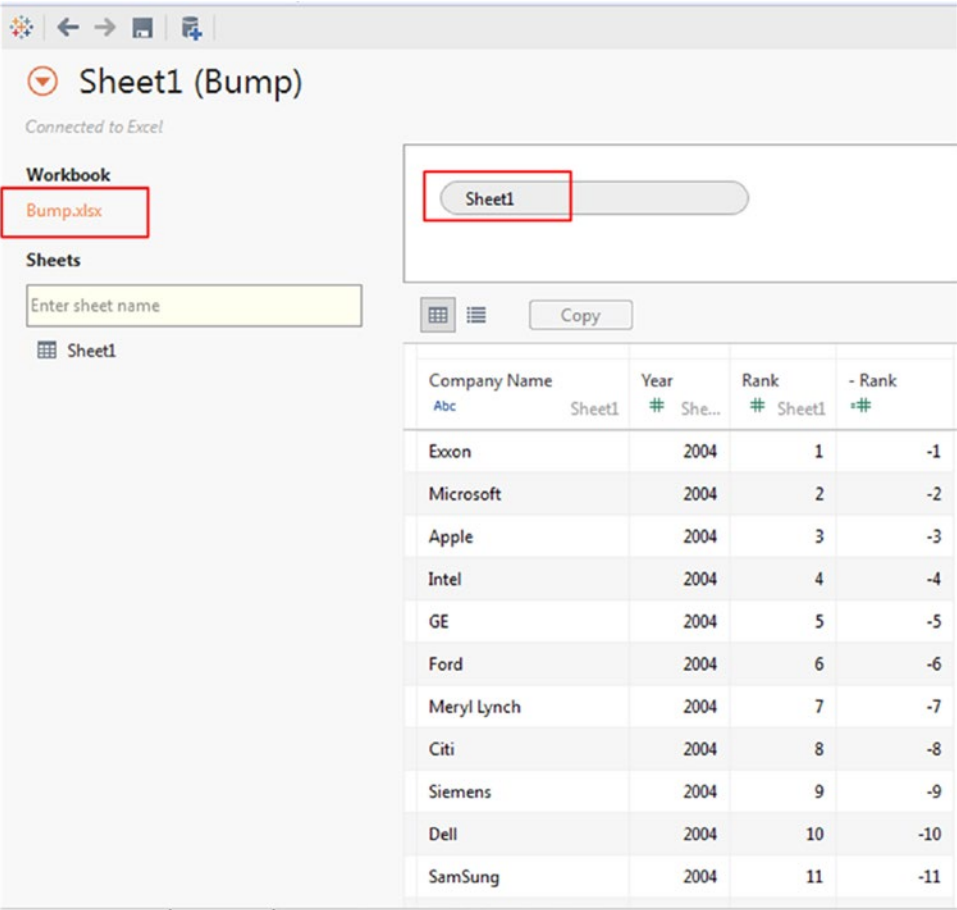 Sheet1 (Bump)
Connected to Excel
Workbook
Bump.xlsx
Sheets
Enter sheet name
Sheet1
Sheet1
Copy
Company Name Year Rank - Rank
Abc Sheet1 # She... # Sheet1 =#
Exxon 2004 1 -1
Microsoft 2004 2 -2
Apple 2004 3 -3
Intel 2004 4 -4
GE 2004 5 -5
Ford 2004 6 -6
Meryl Lynch 2004 7 -7
Citi 2004 8 -8
Siemens 2004 9 -9
Dell 2004 10 -10
SamSung 2004 11 -11